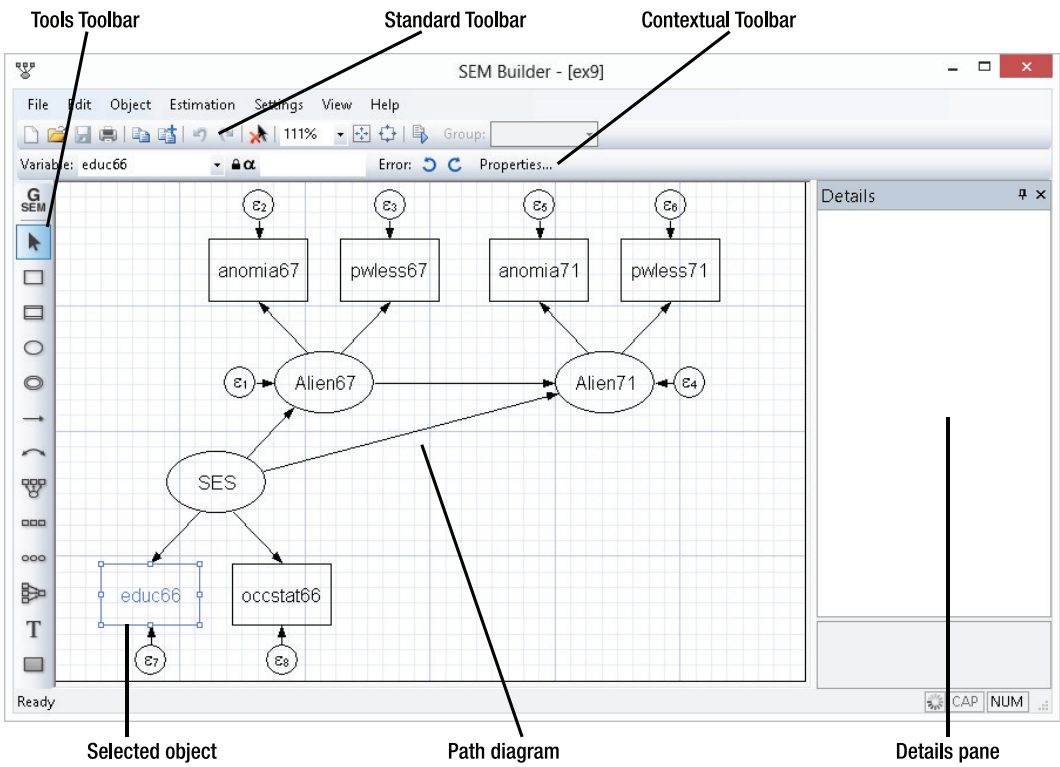 Tools Toolbar Standard Toolbar Contextual Toolbar
SEM Builder - [ex9]
File Edit Object Estimation Settings View Help
111% Group:
Variable: educ66 α Error: Properties...
G
SEM
Details
ε2 ε3 ε5 ε6
anomia67 pwless67 anomia71 pwless71
ε1 Alien67 Alien71 ε4
SES
educ66 occstat66
T
ε7 ε8
Ready CAP NUM
Selected object Path diagram Details pane